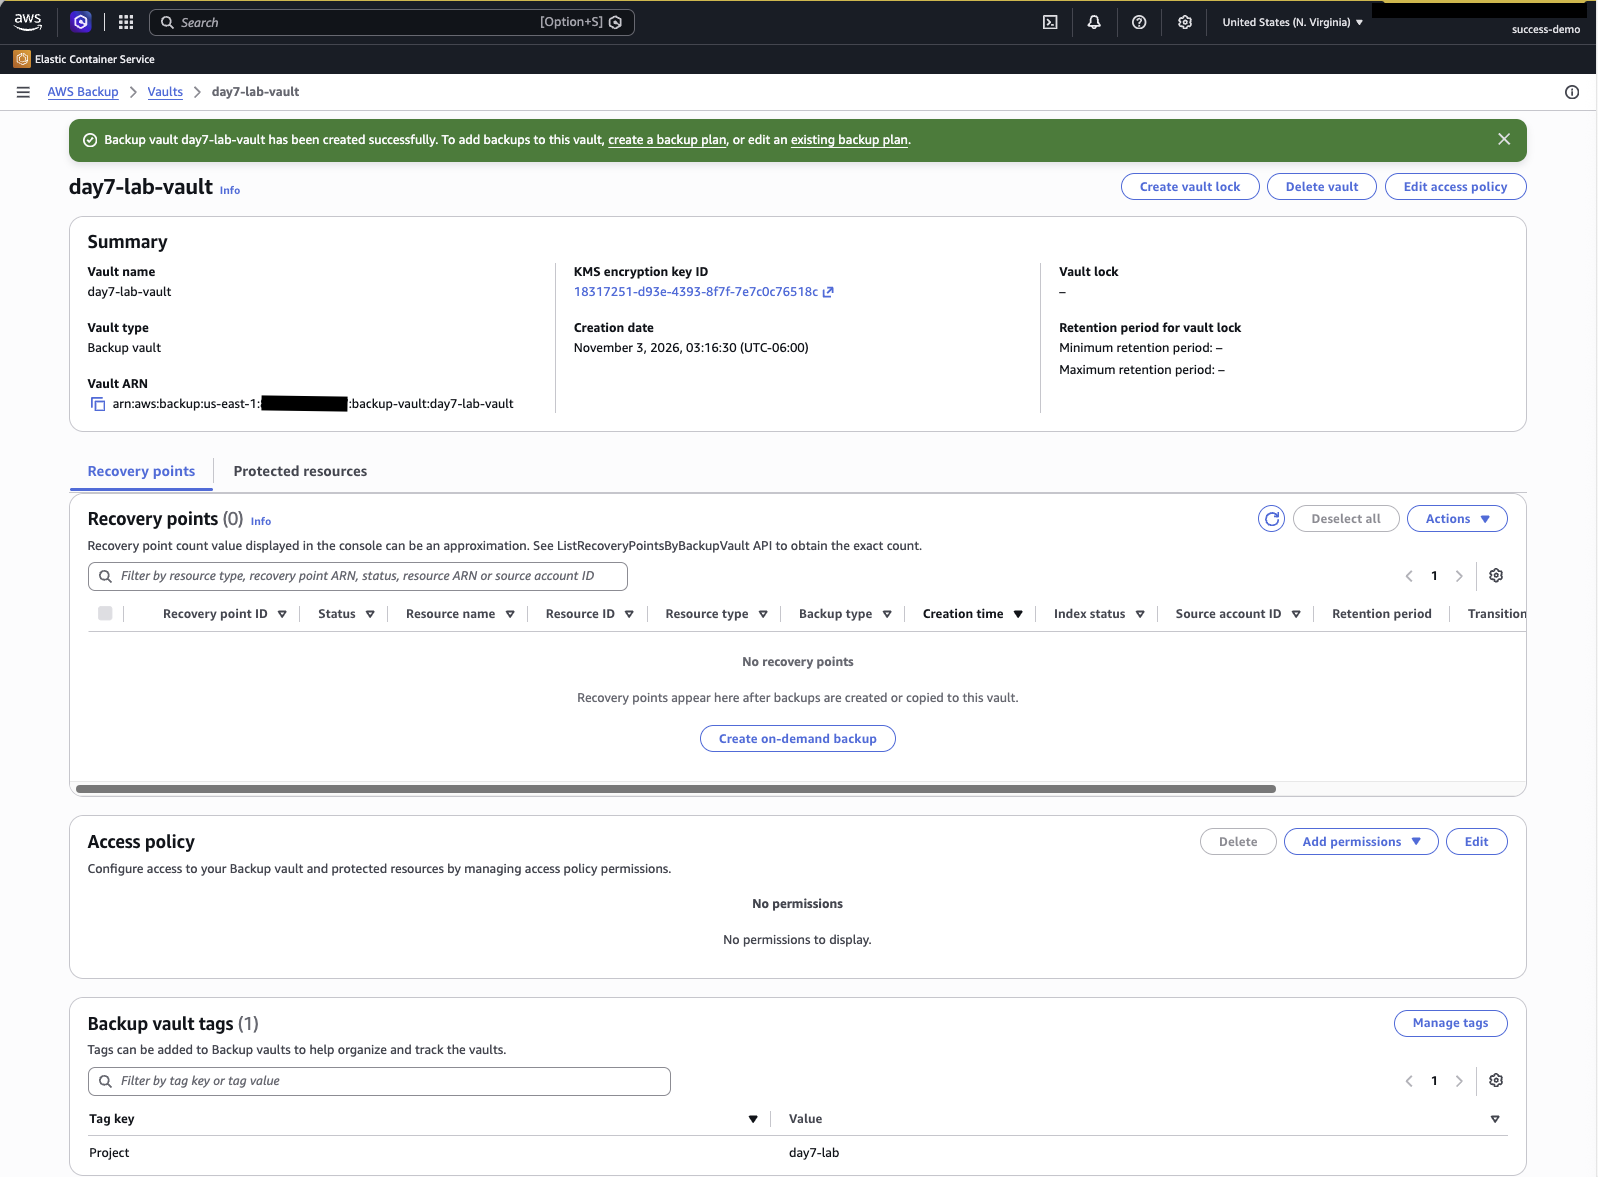 aws
Search
[Option+S]
United States (N. Virginia)
success-demo
Elastic Container Service
AWS Backup
Vaults
day7-lab-vault
Backup vault day7-lab-vault has been created successfully. To add backups to this vault, create a backup plan, or edit an existing backup plan.
day7-lab-vault Info
Create vault lock
Delete vault
Edit access policy
Summary
Vault name
day7-lab-vault
Vault type
Backup vault
Vault ARN
arn:aws:backup:us-east-1: :backup-vault:day7-lab-vault
KMS encryption key ID
18317251-d93e-4393-8f7f-7e7c0c76518c
Creation date
November 3, 2026, 03:16:30 (UTC-06:00)
Vault lock
–
Retention period for vault lock
Minimum retention period: –
Maximum retention period: –
Recovery points
Protected resources
Recovery points (0) Info
Deselect all
Actions
Recovery point count value displayed in the console can be an approximation. See ListRecoveryPointsByBackupVault API to obtain the exact count.
Filter by resource type, recovery point ARN, status, resource ARN or source account ID
1
Recovery point ID
Status
Resource name
Resource ID
Resource type
Backup type
Creation time
Index status
Source account ID
Retention period
Transition
No recovery points
Recovery points appear here after backups are created or copied to this vault.
Create on-demand backup
Access policy
Delete
Add permissions
Edit
Configure access to your Backup vault and protected resources by managing access policy permissions.
No permissions
No permissions to display.
Backup vault tags (1)
Manage tags
Tags can be added to Backup vaults to help organize and track the vaults.
Filter by tag key or tag value
1
Tag key
Value
Project
day7-lab